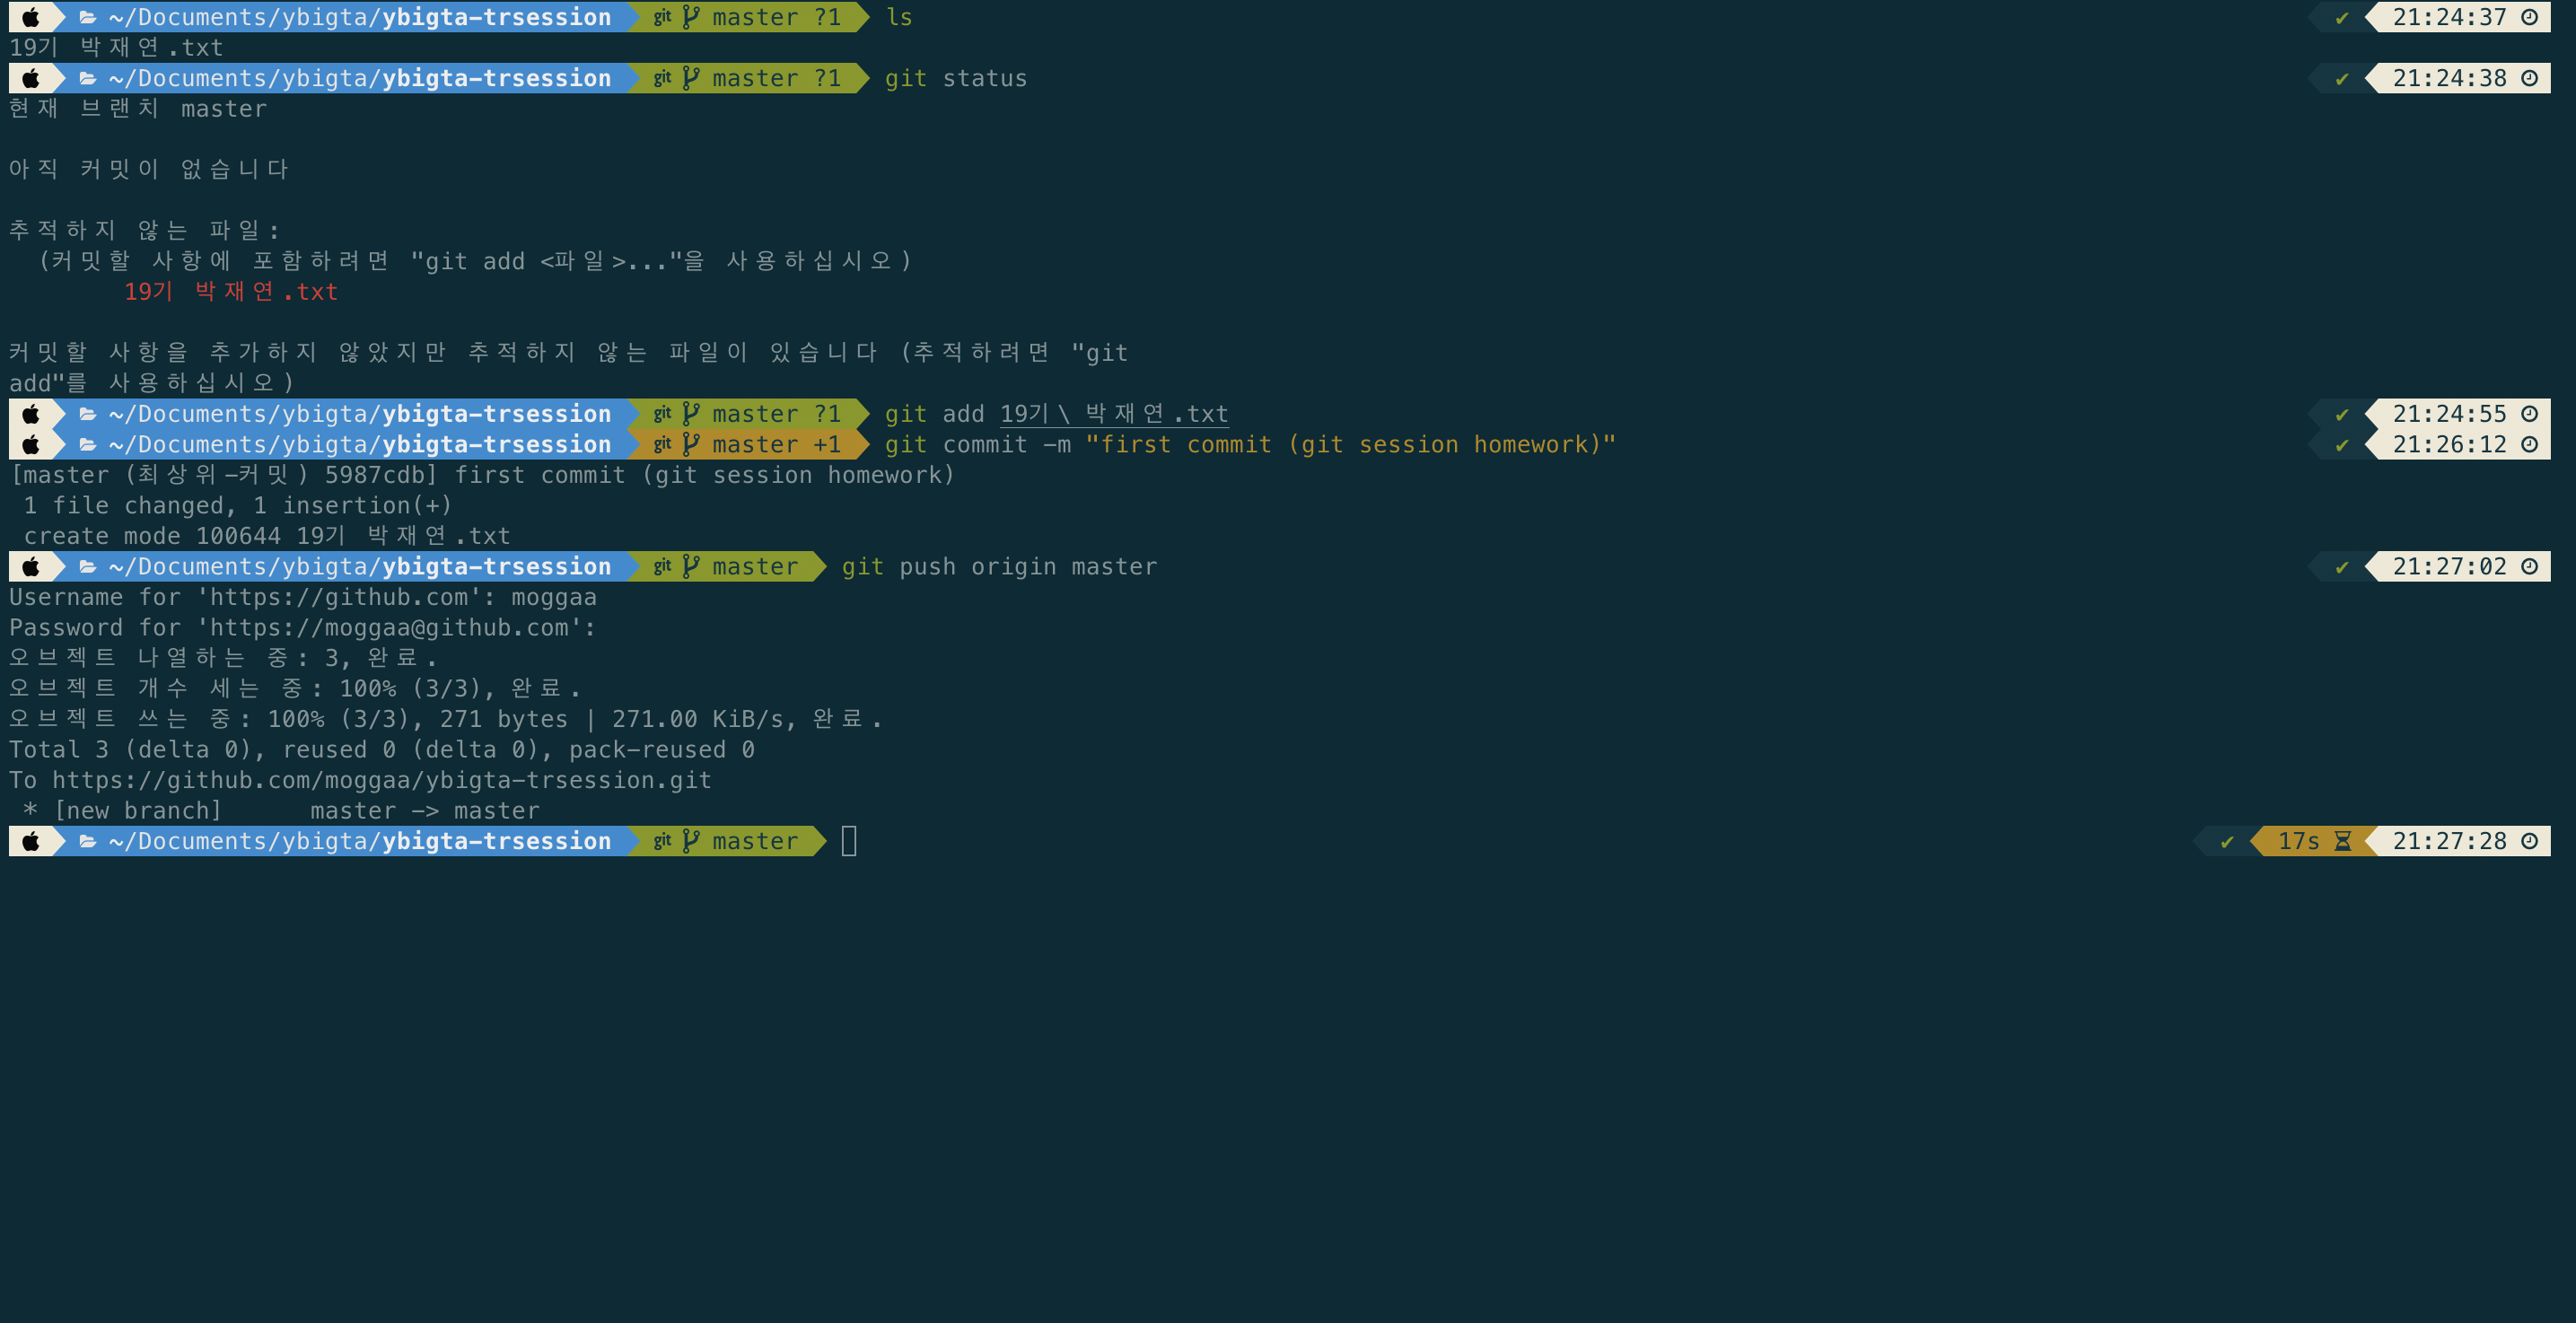 ~/Documents/ybigta/ybigta-trsession git master ?1 ls ✔ 21:24:37
19기 박재연.txt
~/Documents/ybigta/ybigta-trsession git master ?1 git status ✔ 21:24:38
현재 브랜치 master
아직 커밋이 없습니다
추적하지 않는 파일:
(커밋할 사항에 포함하려면 "git add <파일>..."을 사용하십시오)
19기 박재연.txt
커밋할 사항을 추가하지 않았지만 추적하지 않는 파일이 있습니다 (추적하려면 "git
add"를 사용하십시오)
~/Documents/ybigta/ybigta-trsession git master ?1 git add 19기\ 박재연.txt ✔ 21:24:55
~/Documents/ybigta/ybigta-trsession git master +1 git commit -m "first commit (git session homework)" ✔ 21:26:12
[master (최상위-커밋) 5987cdb] first commit (git session homework)
1 file changed, 1 insertion(+)
create mode 100644 19기 박재연.txt
~/Documents/ybigta/ybigta-trsession git master git push origin master ✔ 21:27:02
Username for 'https://github.com': moggaa
Password for 'https://moggaa@github.com':
오브젝트 나열하는 중: 3, 완료.
오브젝트 개수 세는 중: 100% (3/3), 완료.
오브젝트 쓰는 중: 100% (3/3), 271 bytes | 271.00 KiB/s, 완료.
Total 3 (delta 0), reused 0 (delta 0), pack-reused 0
To https://github.com/moggaa/ybigta-trsession.git
* [new branch] master -> master
~/Documents/ybigta/ybigta-trsession git master ✔ 17s 21:27:28